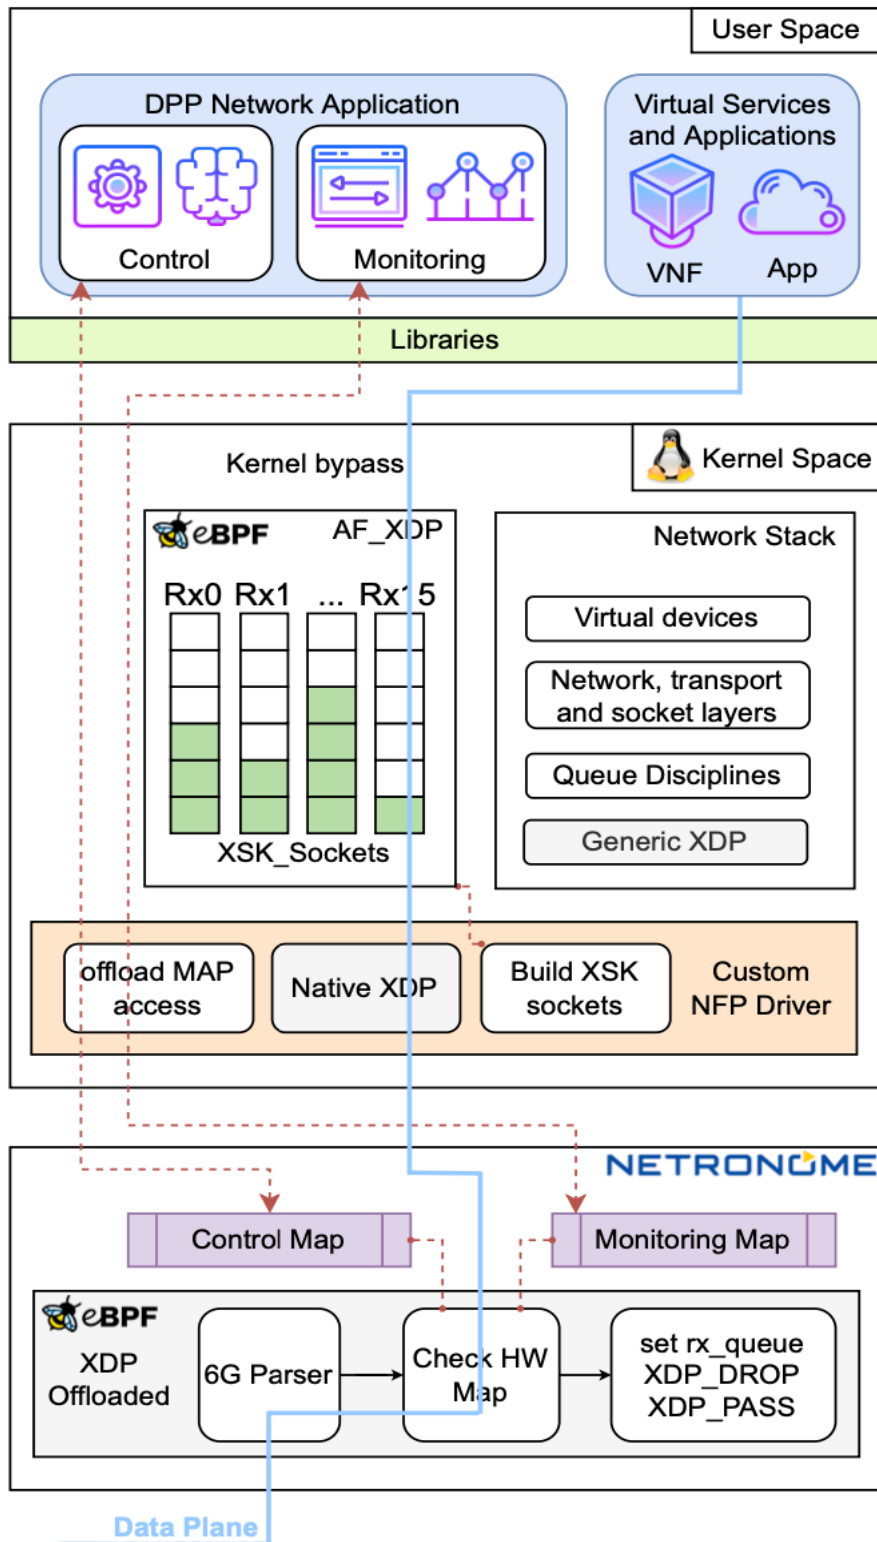 User Space
DPP Network Application
Control
Monitoring
Virtual Services
and Applications
VNF
App
Libraries
Kernel Space
Kernel bypass
eBPF
AF_XDP
Rx0 Rx1 ... Rx15
XSK_Sockets
Network Stack
Virtual devices
Network, transport
and socket layers
Queue Disciplines
Generic XDP
offload MAP
access
Native XDP
Build XSK
sockets
Custom
NFP Driver
NETRONOME
Control Map
Monitoring Map
eBPF
XDP
Offloaded
6G Parser
Check HW
Map
set rx_queue
XDP_DROP
XDP_PASS
Data Plane